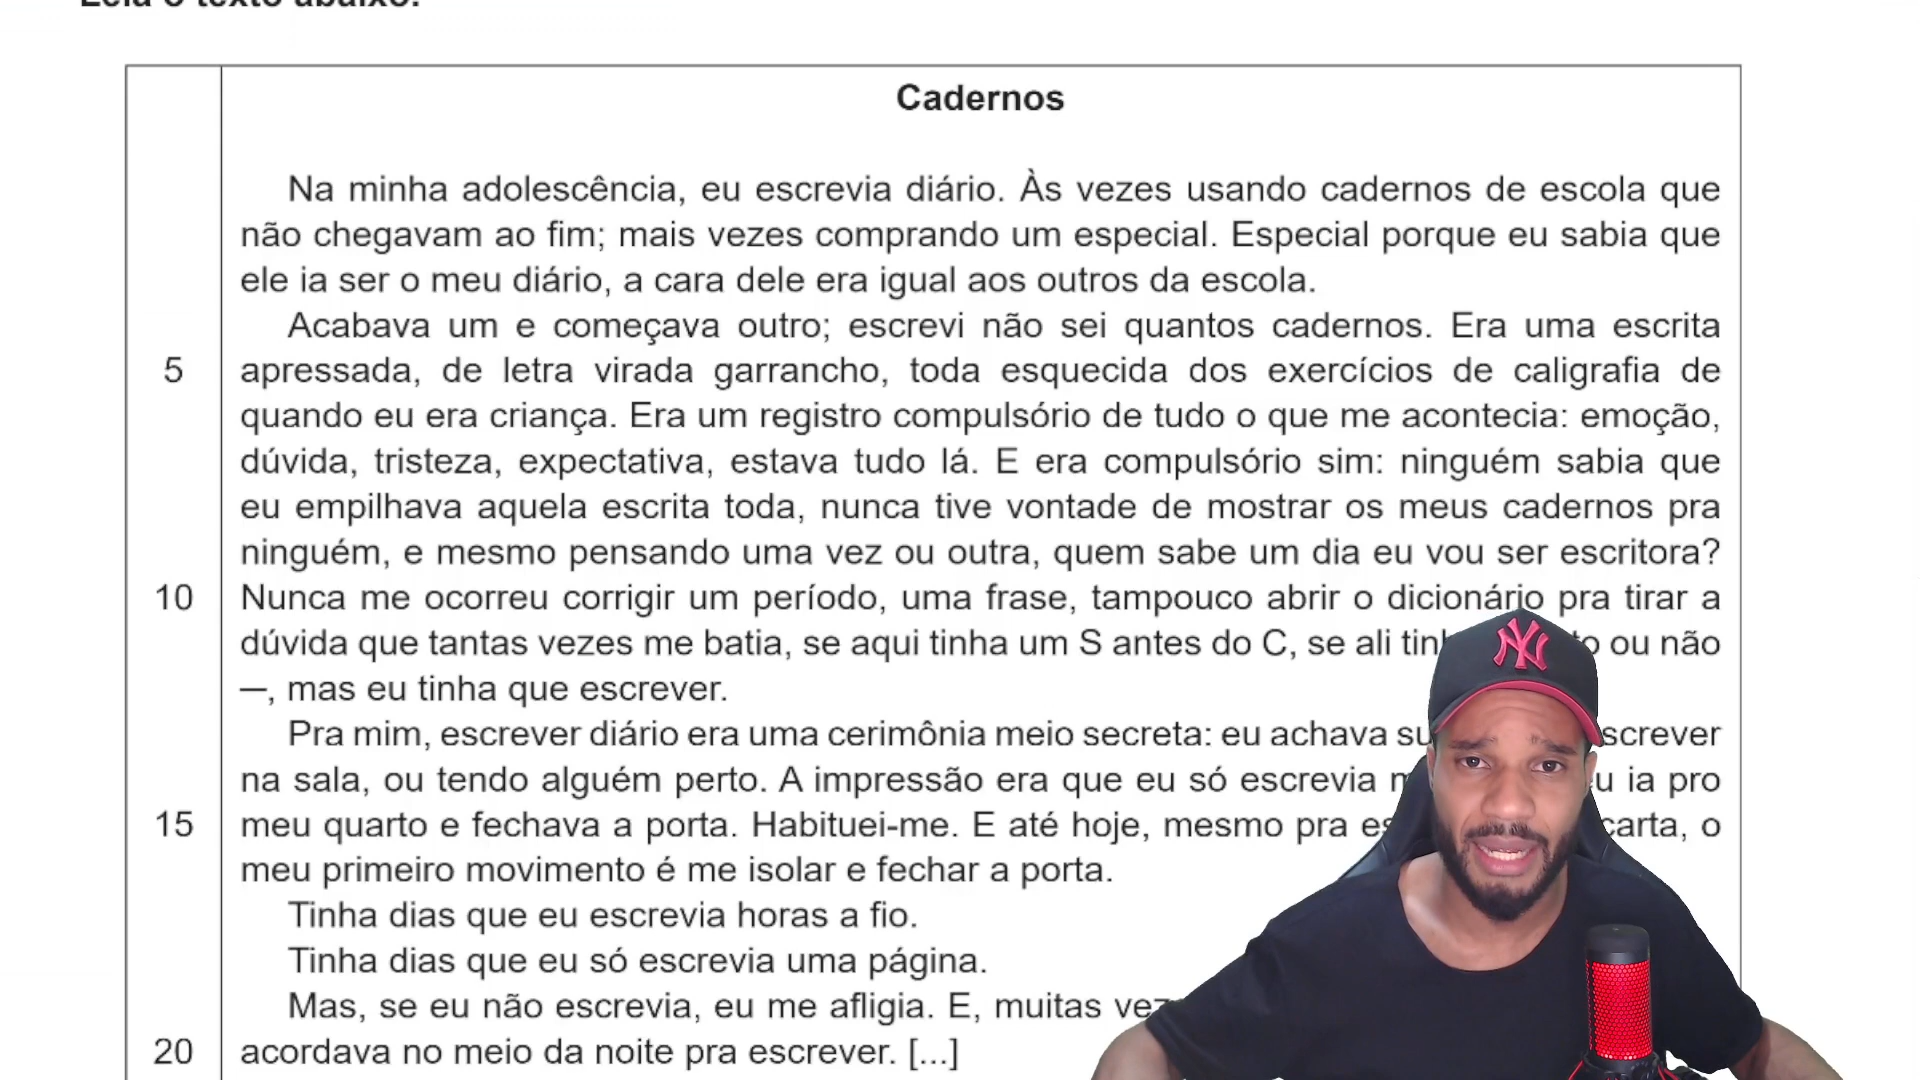 Leia o texto abaixo.
Cadernos
Na minha adolescência, eu escrevia diário. Às vezes usando cadernos de escola que
não chegavam ao fim; mais vezes comprando um especial. Especial porque eu sabia que
ele ia ser o meu diário, a cara dele era igual aos outros da escola.
Acabava um e começava outro; escrevi não sei quantos cadernos. Era uma escrita
5 apressada, de letra virada garrancho, toda esquecida dos exercícios de caligrafia de
quando eu era criança. Era um registro compulsório de tudo o que me acontecia: emoção,
dúvida, tristeza, expectativa, estava tudo lá. E era compulsório sim: ninguém sabia que
eu empilhava aquela escrita toda, nunca tive vontade de mostrar os meus cadernos pra
ninguém, e mesmo pensando uma vez ou outra, quem sabe um dia eu vou ser escritora?
10 Nunca me ocorreu corrigir um período, uma frase, tampouco abrir o dicionário pra tirar a
dúvida que tantas vezes me batia, se aqui tinha um S antes do C, se ali ou não
—, mas eu tinha que escrever.
Pra mim, escrever diário era uma cerimônia meio secreta: eu achava
na sala, ou tendo alguém perto. A impressão era que eu só escrevia ia pro
15 meu quarto e fechava a porta. Habituei-me. E até hoje, mesmo pra carta, o
meu primeiro movimento é me isolar e fechar a porta.
Tinha dias que eu escrevia horas a fio.
Tinha dias que eu só escrevia uma página.
Mas, se eu não escrevia, eu me afligia. E, muitas
20 acordava no meio da noite pra escrever. [...]
NY